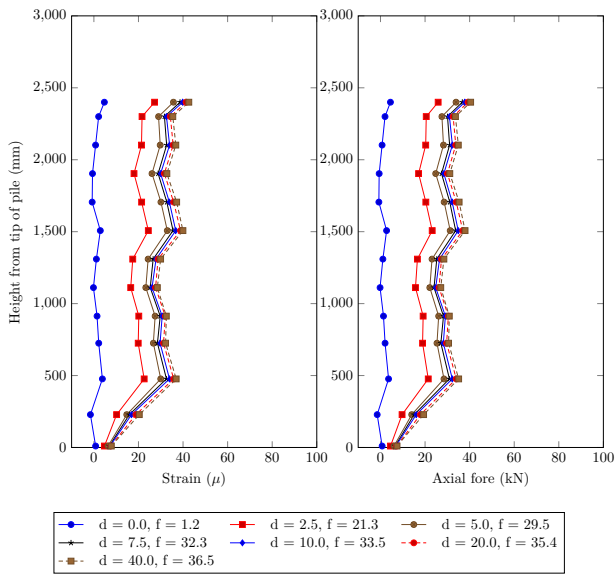 3,000 3,000
2,500 2,500
2,000 2,000
1,500 1,500
1,000 1,000
500 500
0 0
Height from tip of pile (mm)
0 20 40 60 80 100 0 20 40 60 80 100
Strain (μ) Axial fore (kN)
d = 0.0, f = 1.2 d = 2.5, f = 21.3 d = 5.0, f = 29.5
d = 7.5, f = 32.3 d = 10.0, f = 33.5 d = 20.0, f = 35.4
d = 40.0, f = 36.5